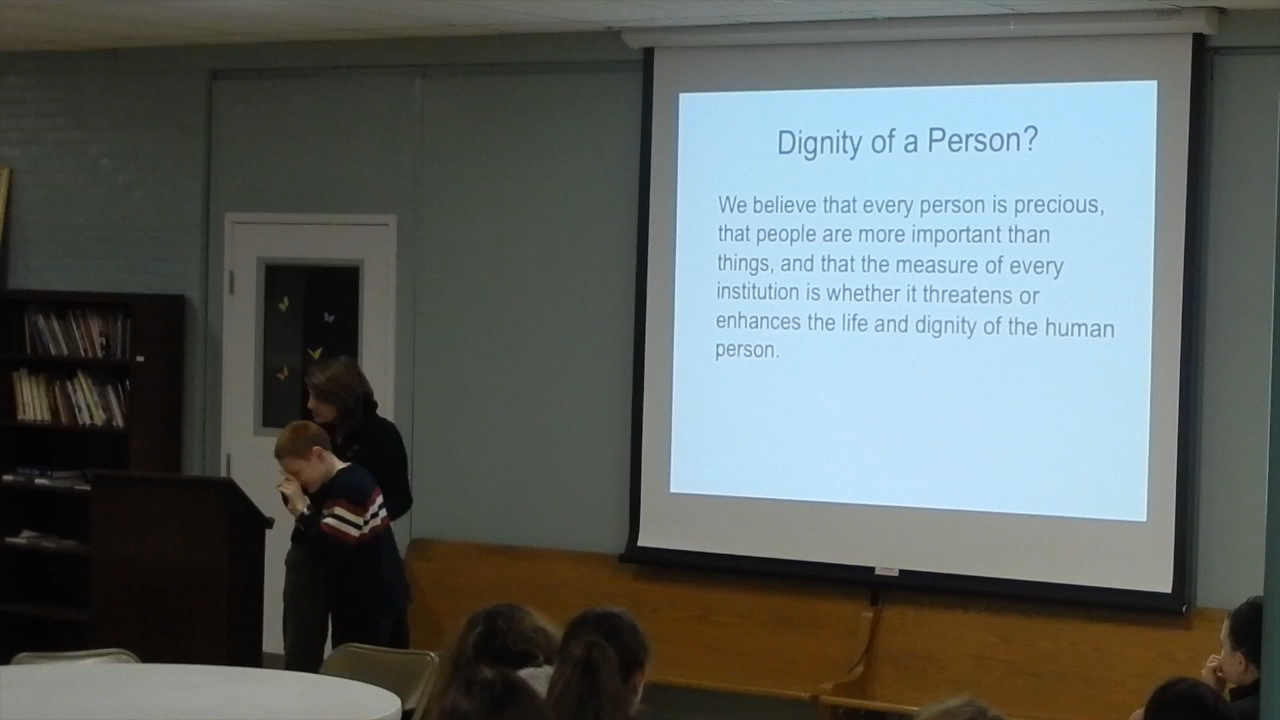 Dignity of a Person?
We believe that every person is precious,
that people are more important than
things, and that the measure of every
institution is whether it threatens or
enhances the life and dignity of the human
person.